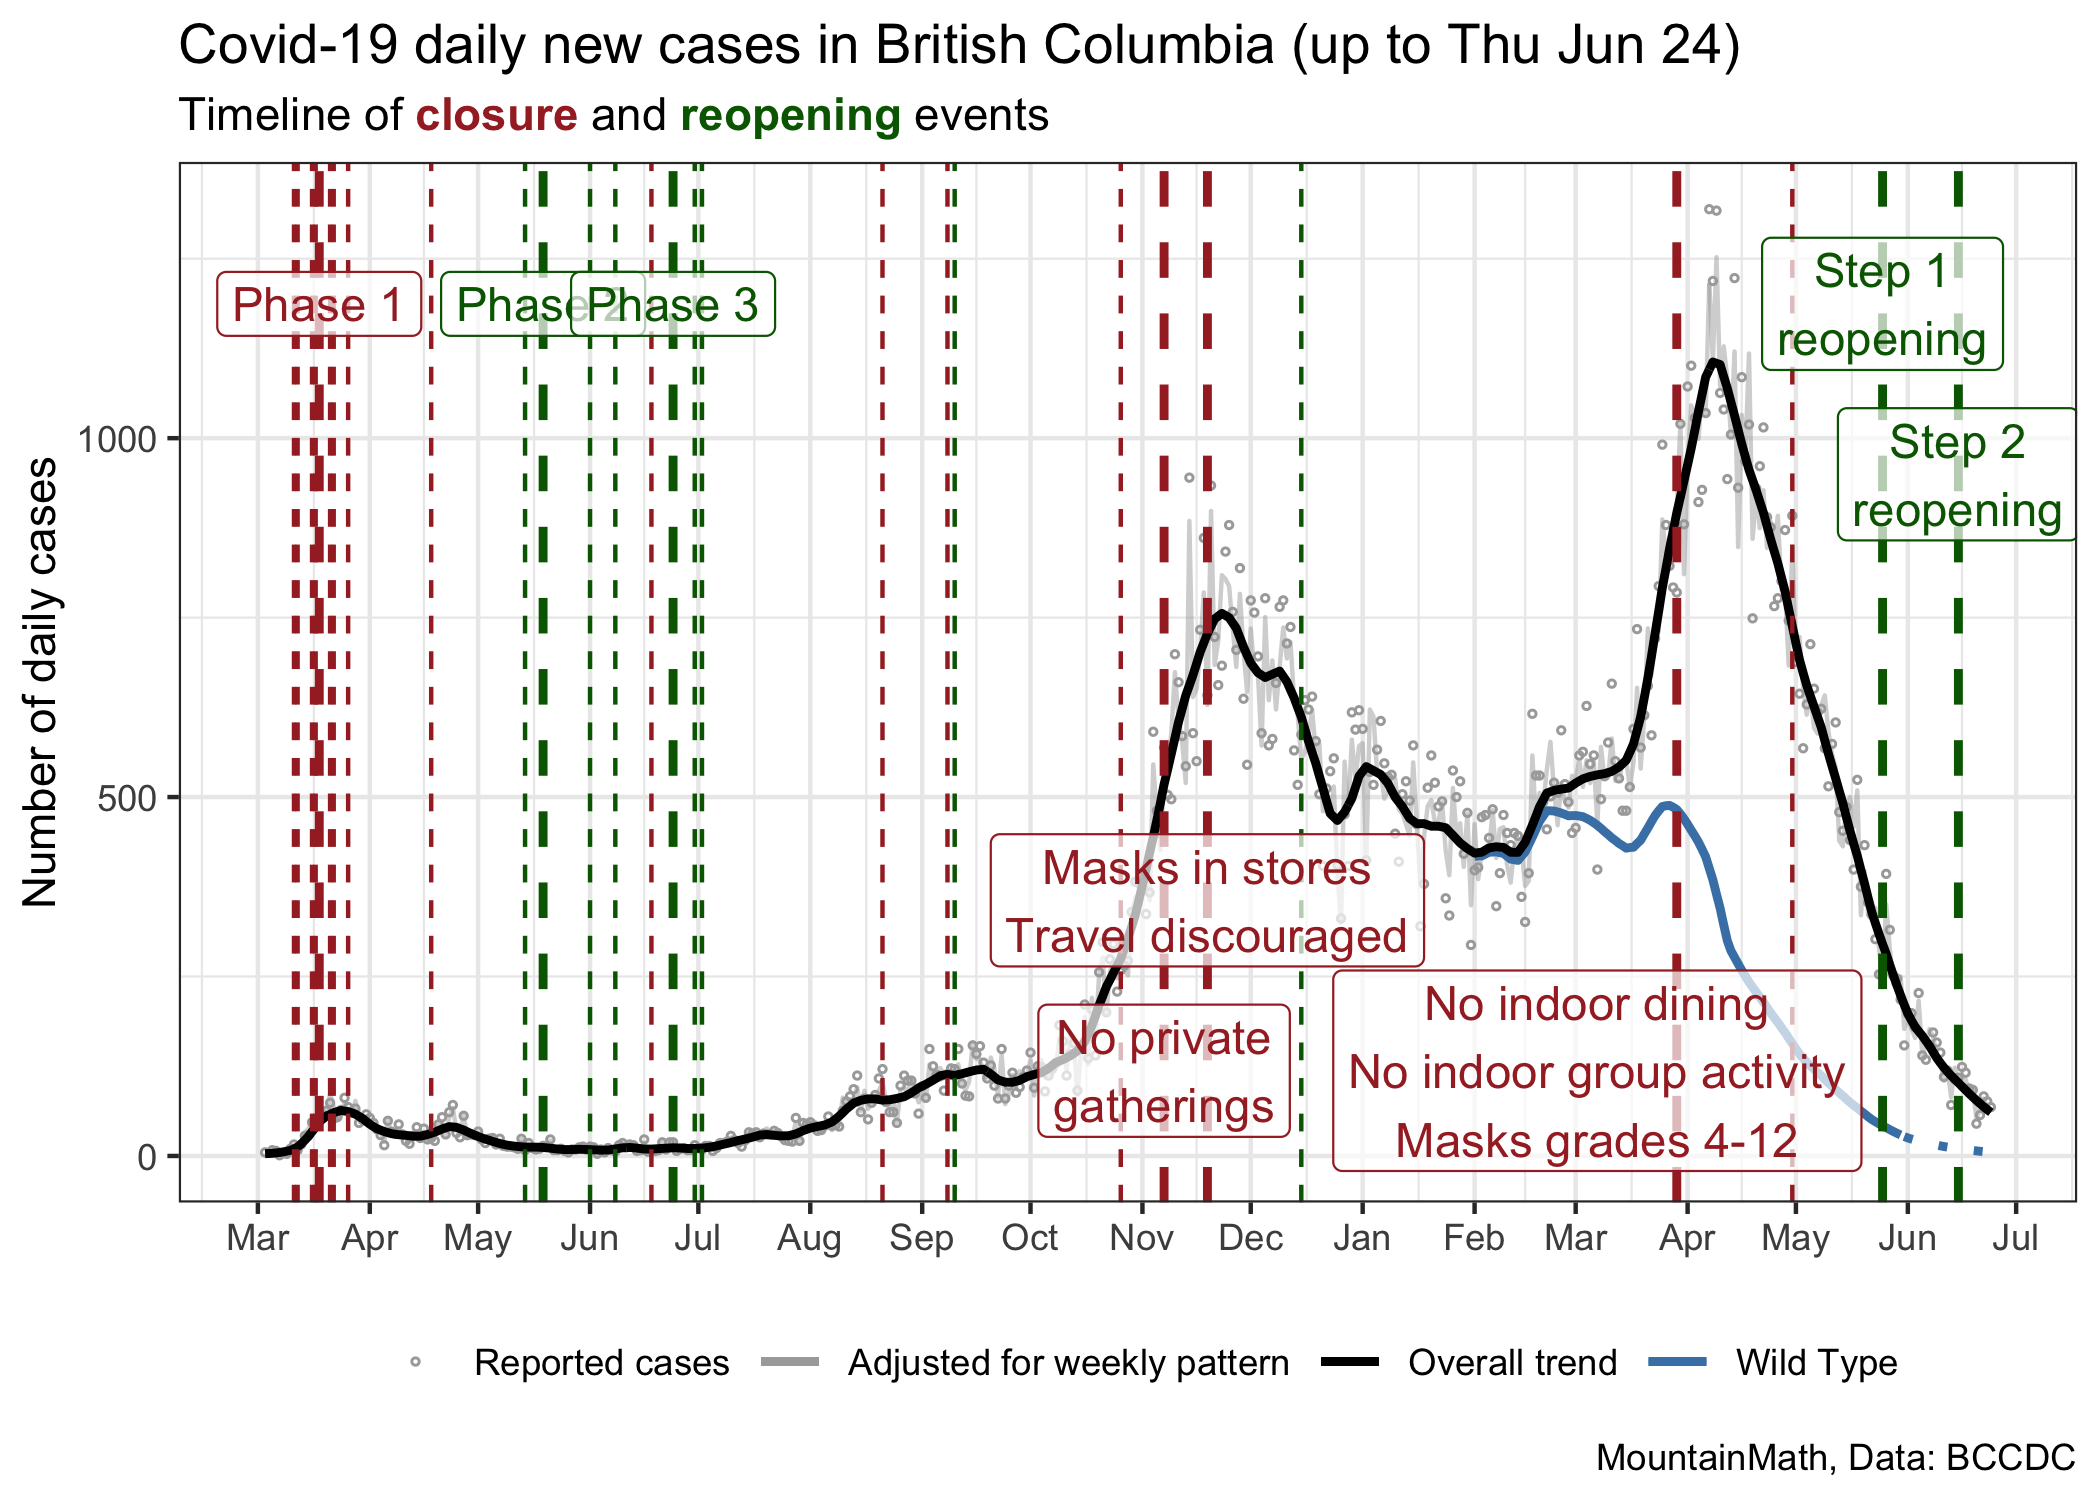 Covid-19 daily new cases in British Columbia (up to Thu Jun 24)
Timeline of closure and reopening events
Number of daily cases
1000
500
0
Phase 1
Phase 2
Phase 3
Step 1
reopening
Step 2
reopening
Masks in stores
Travel discouraged
No private
gatherings
No indoor dining
No indoor group activity
Masks grades 4-12
Mar Apr May Jun Jul Aug Sep Oct Nov Dec Jan Feb Mar Apr May Jun Jul
Reported cases Adjusted for weekly pattern Overall trend Wild Type
MountainMath, Data: BCCDC